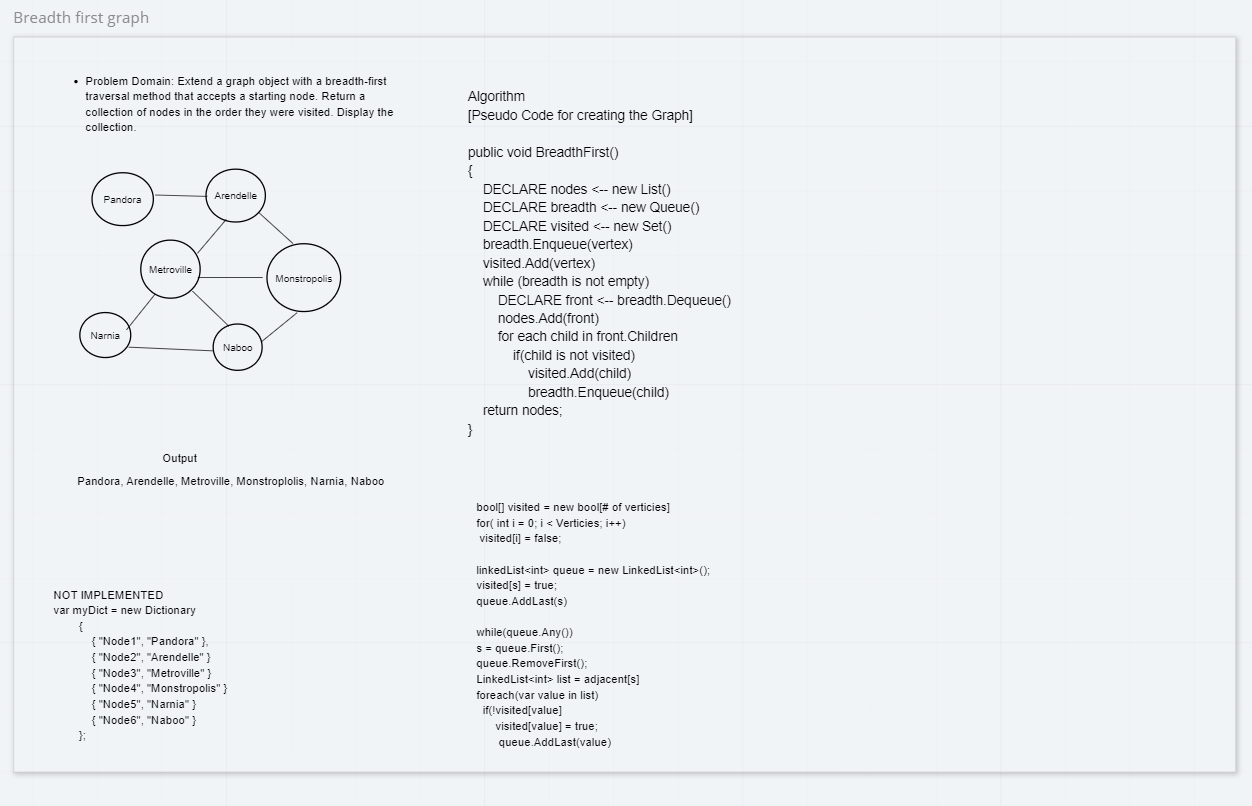 Breadth first graph
• Problem Domain: Extend a graph object with a breadth-first
traversal method that accepts a starting node. Return a
collection of nodes in the order they were visited. Display the
collection.
Pandora
Arendelle
Metroville
Monstropolis
Narnia
Naboo
Output
Pandora, Arendelle, Metroville, Monstroplolis, Narnia, Naboo
NOT IMPLEMENTED
var myDict = new Dictionary
{
{ "Node1", "Pandora" },
{ "Node2", "Arendelle" }
{ "Node3", "Metroville" }
{ "Node4", "Monstropolis" }
{ "Node5", "Narnia" }
{ "Node6", "Naboo" }
};
Algorithm
[Pseudo Code for creating the Graph]
public void BreadthFirst()
{
DECLARE nodes <-- new List()
DECLARE breadth <-- new Queue()
DECLARE visited <-- new Set()
breadth.Enqueue(vertex)
visited.Add(vertex)
while (breadth is not empty)
DECLARE front <-- breadth.Dequeue()
nodes.Add(front)
for each child in front.Children
if(child is not visited)
visited.Add(child)
breadth.Enqueue(child)
return nodes;
}
bool[] visited = new bool[# of verticies]
for( int i = 0; i < Verticies; i++)
visited[i] = false;
linkedList<int> queue = new LinkedList<int>();
visited[s] = true;
queue.AddLast(s)
while(queue.Any())
s = queue.First();
queue.RemoveFirst();
LinkedList<int> list = adjacent[s]
foreach(var value in list)
if(!visited[value]
visited[value] = true;
queue.AddLast(value)